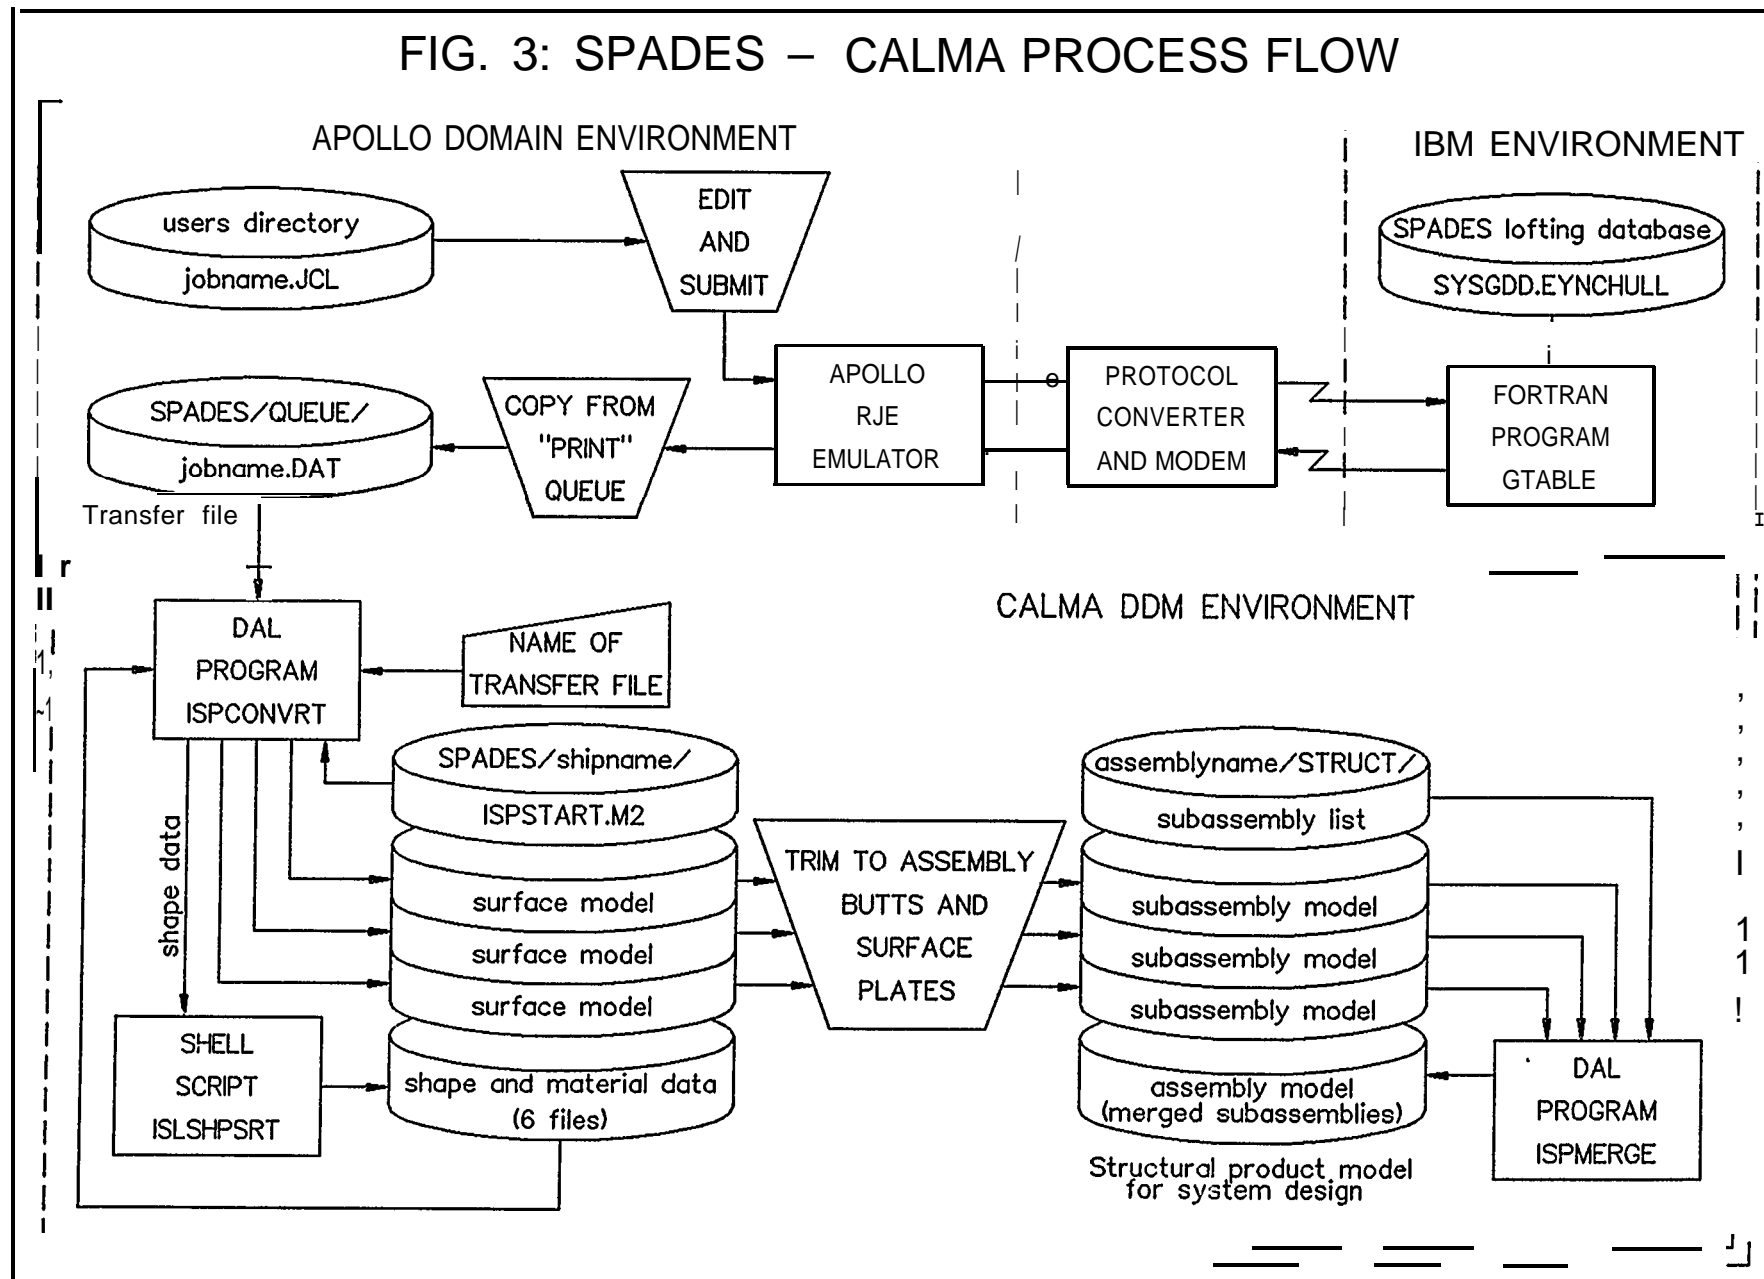 FIG. 3: SPADES – CALMA PROCESS FLOW
APOLLO DOMAIN ENVIRONMENT
IBM ENVIRONMENT
users directory
jobname.JCL
EDIT
AND
SUBMIT
SPADES lofting database
SYSGDD.EYNCHULL
SPADES/QUEUE/
jobname.DAT
Transfer file
COPY FROM
"PRINT"
QUEUE
APOLLO
RJE
EMULATOR
PROTOCOL
CONVERTER
AND MODEM
FORTRAN
PROGRAM
GTABLE
CALMA DDM ENVIRONMENT
DAL
PROGRAM
ISPCONVRT
NAME OF
TRANSFER FILE
shape data
SPADES/shipname/
ISPSTART.M2
surface model
surface model
surface model
shape and material data
(6 files)
SHELL
SCRIPT
ISLSHPSRT
TRIM TO ASSEMBLY
BUTTS AND
SURFACE
PLATES
assemblyname/STRUCT/
subassembly list
subassembly model
subassembly model
subassembly model
assembly model
(merged subassemblies)
Structural product model
for system design
DAL
PROGRAM
ISPMERGE